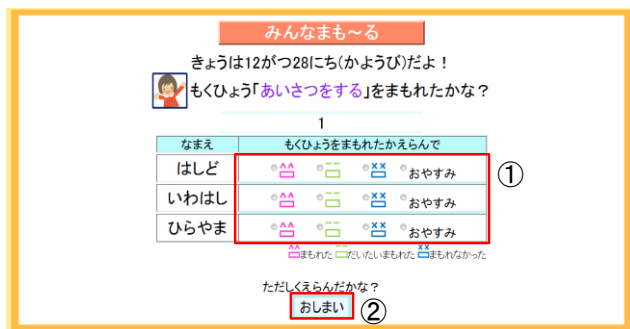 みんなまも～る
きょうは12がつ28にち(かようび)だよ！
もくひょう「あいさつをする」をまもれたかな？
1
なまえ もくひょうをまもれたかえらんで
はしど おやすみ
①
いわはし おやすみ
ひらやま おやすみ
まもれた だいたいまもれた まもれなかった
ただしくえらんだかな？
おしまい ②